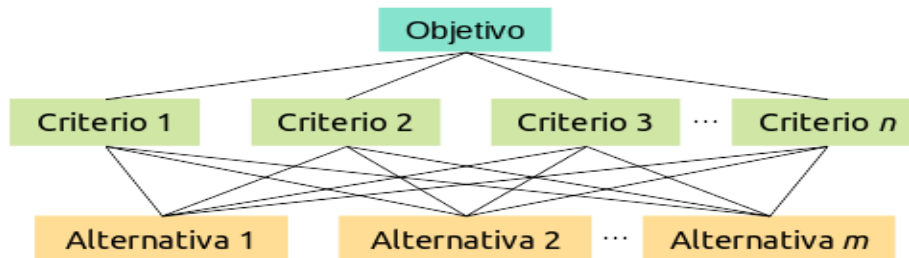 Objetivo
Criterio 1 Criterio 2 Criterio 3 ... Criterio n
Alternativa 1 Alternativa 2 ... Alternativa m